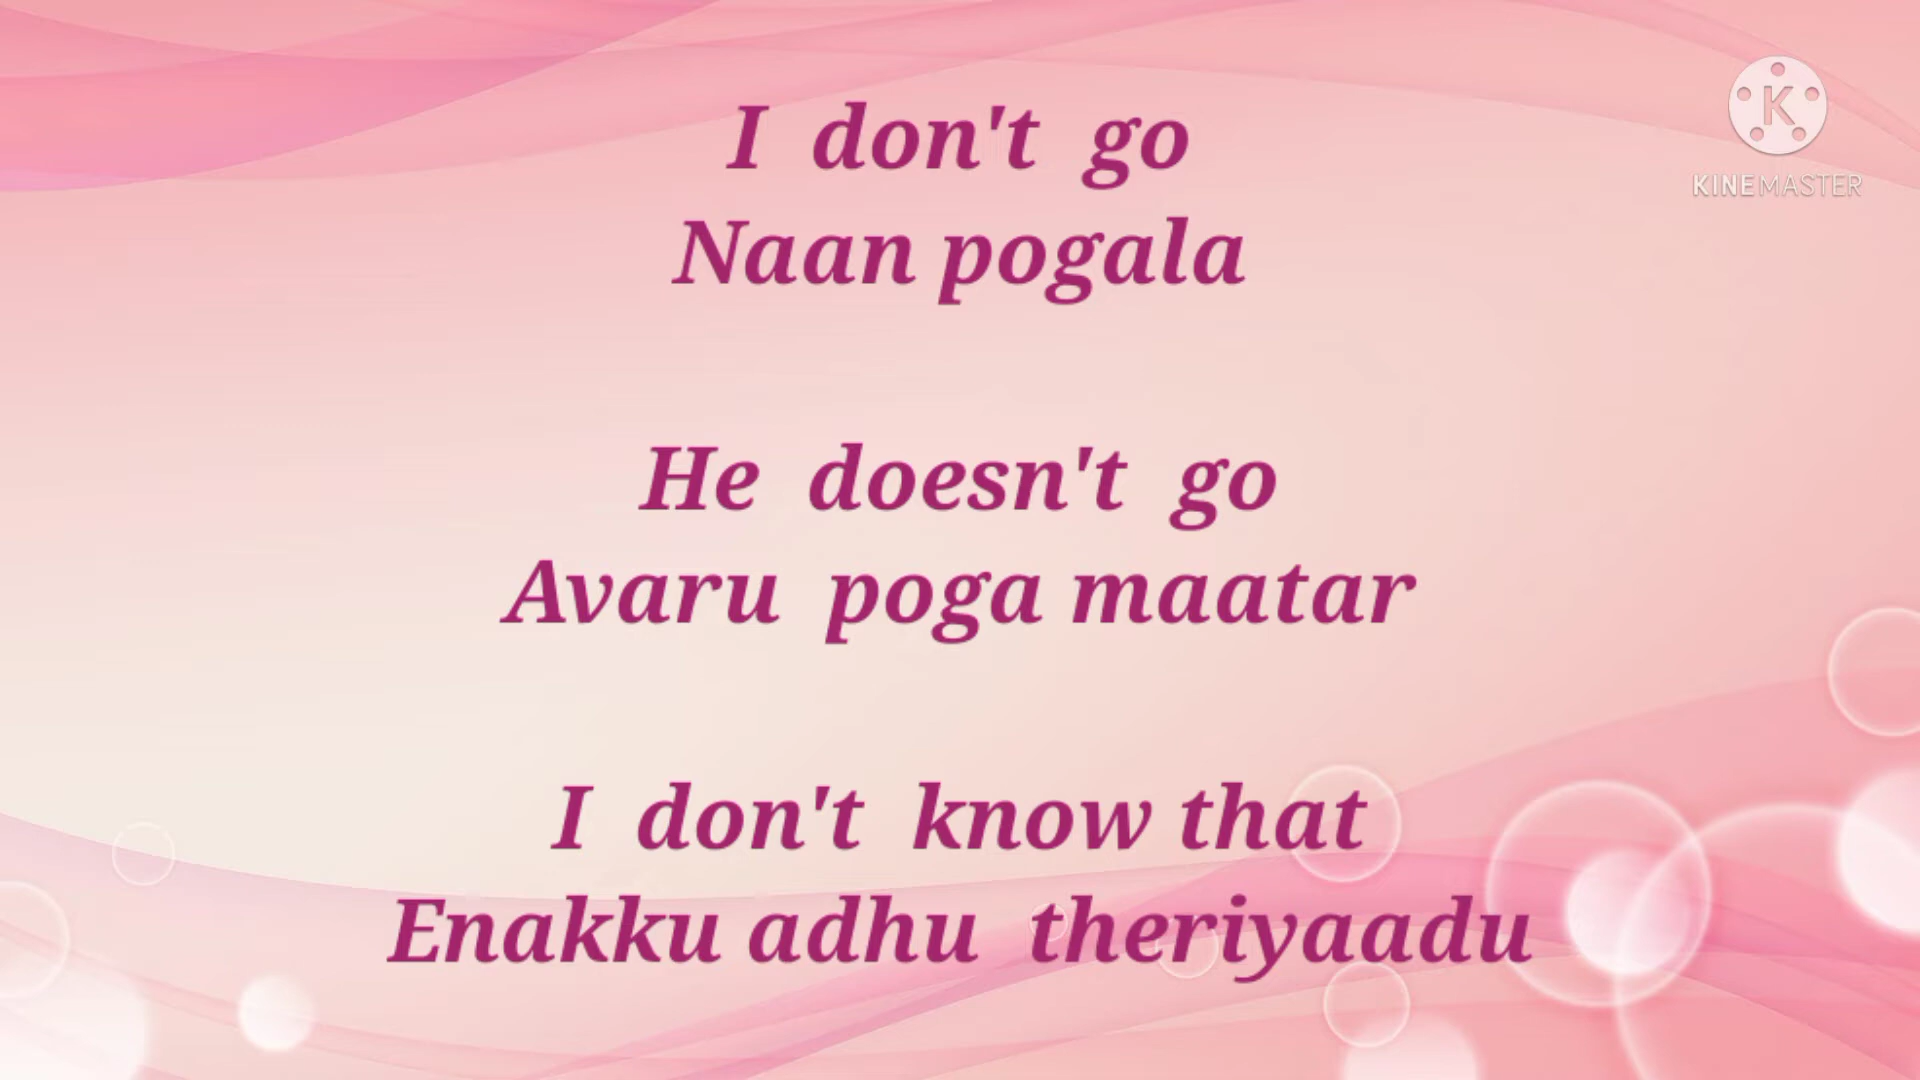 I don't go
Naan pogala
He doesn't go
Avaru poga maatar
I don't know that
Enakku adhu theriyaadu
K
KINEMASTER